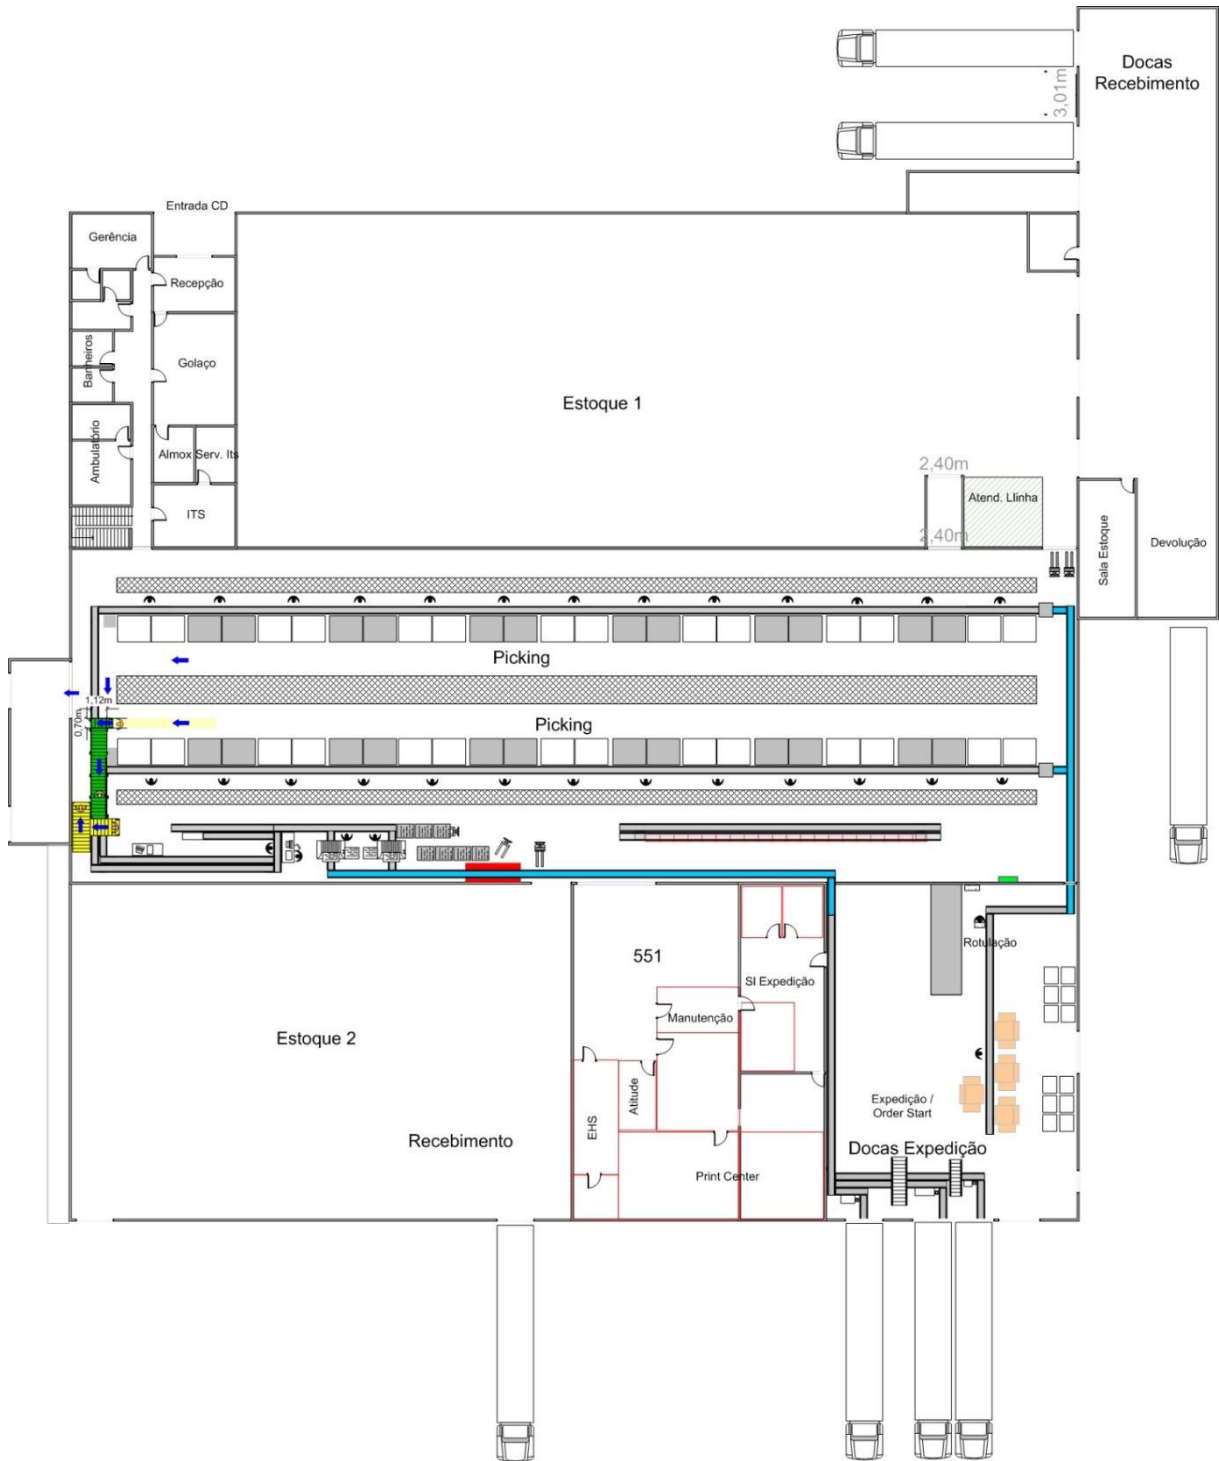 Docas
Recebimento
3,01m
Entrada CD
Gerência
Recepção
Banheiros
Golaço
Estoque 1
Ambulatório
Almox
Serv. Its
2,40m
Atend. Llinha
ITS
2,40m
Sala Estoque
Devolução
Picking
1,12m
0,70m
Picking
Rotulação
551
SI Expedição
Manutenção
Estoque 2
Atitude
EHS
Expedição /
Order Start
Recebimento
Docas Expedição
Print Center